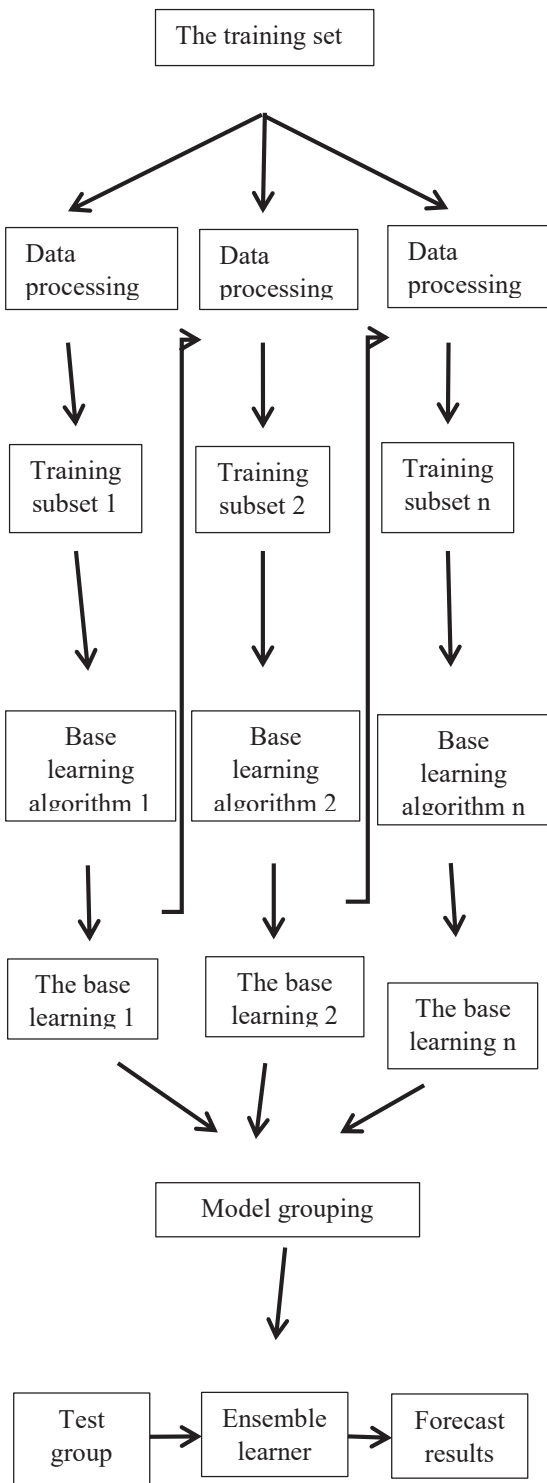 The training set
Data
processing
Data
processing
Data
processing
Training
subset 1
Training
subset 2
Training
subset n
Base
learning
algorithm 1
Base
learning
algorithm 2
Base
learning
algorithm n
The base
learning 1
The base
learning 2
The base
learning n
Model grouping
Test
group
Ensemble
learner
Forecast
results